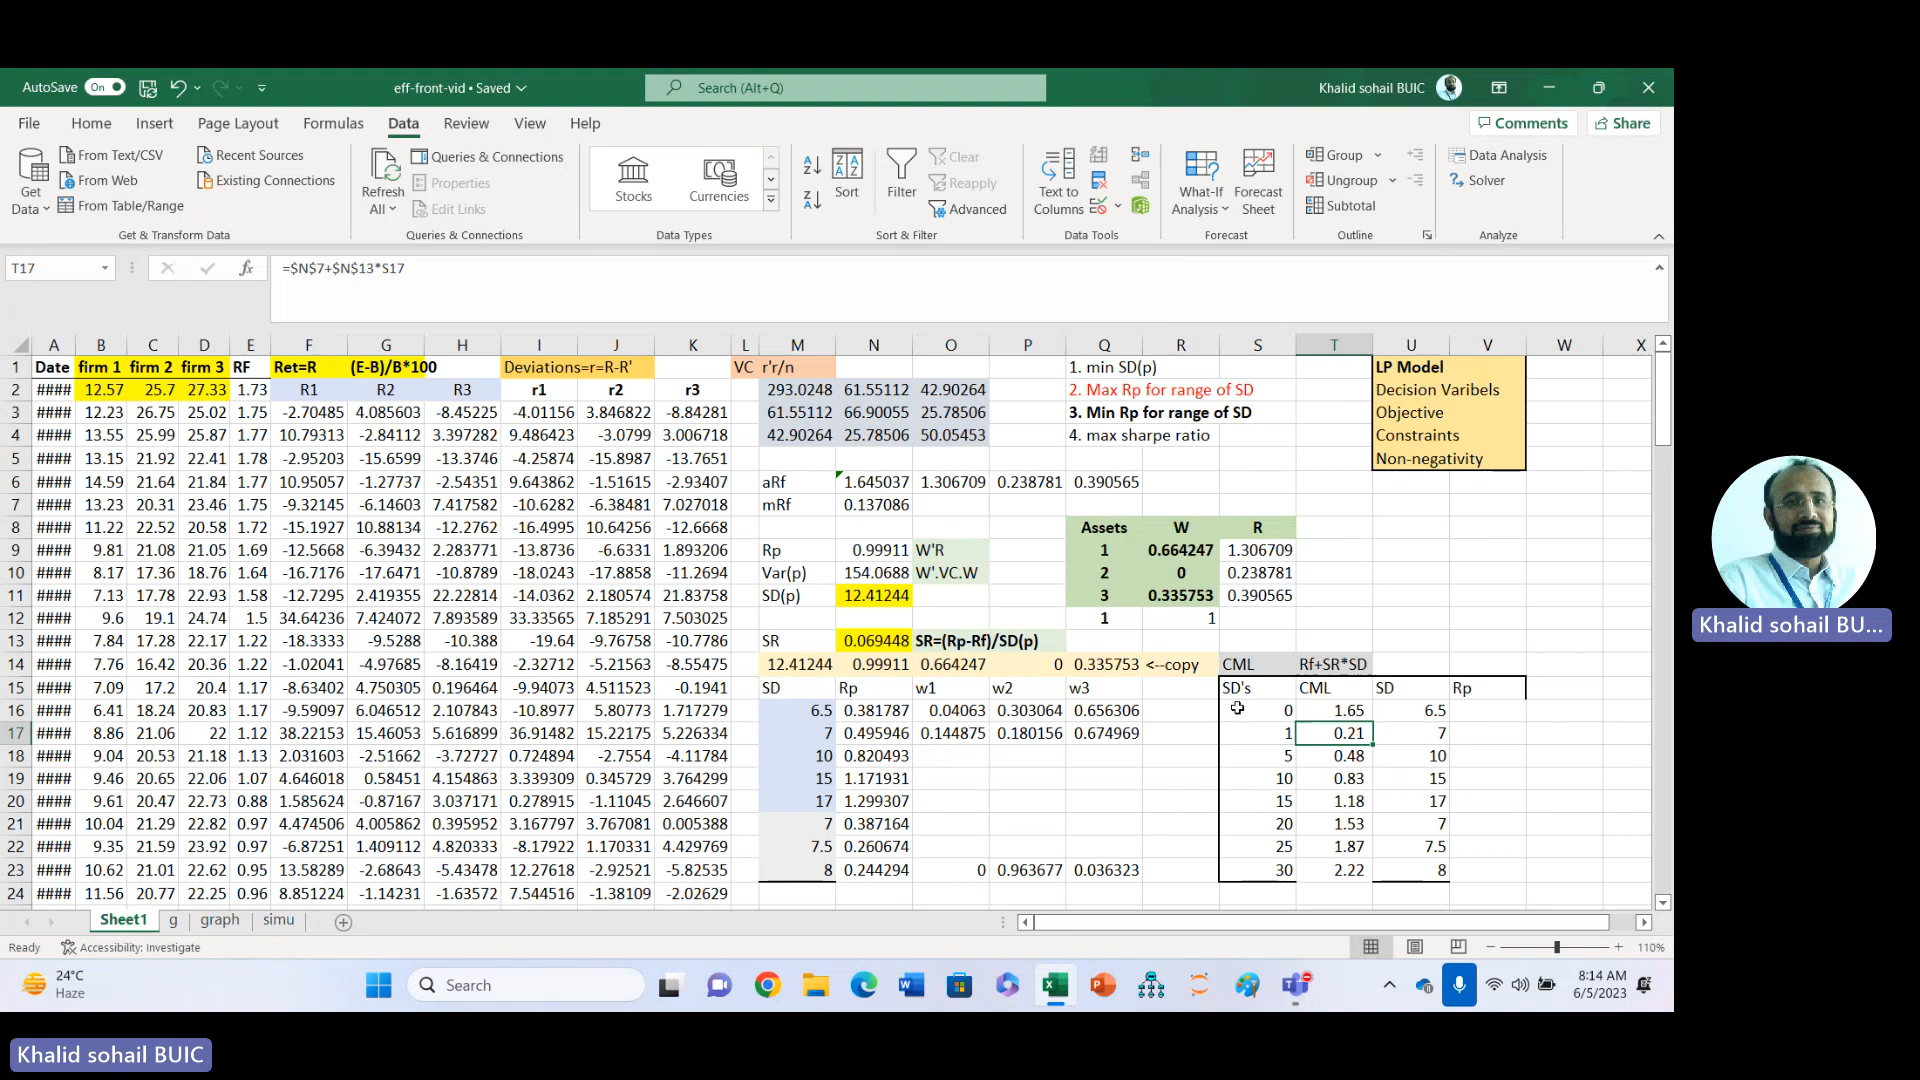 AutoSave On eff-front-vid • Saved Search (Alt+Q) Khalid sohail BUIC
File Home Insert Page Layout Formulas Data Review View Help Comments Share
Get Data From Text/CSV From Web From Table/Range Recent Sources Existing Connections
Refresh All Queries & Connections Properties Edit Links
Stocks Currencies
Sort Filter Clear Reapply Advanced
Text to Columns What-If Analysis Forecast Sheet
Group Ungroup Subtotal Data Analysis Solver
Get & Transform Data Queries & Connections Data Types Sort & Filter Data Tools Forecast Outline Analyze
T17 fx =$N$7+$N$13*S17
A B C D E F G H I J K L M N O P Q R S T U V W X
1 Date firm 1 firm 2 firm 3 RF Ret=R (E-B)/B*100 Deviations=r=R-R' VC r'r/n 1. min SD(p) LP Model
2 #### 12.57 25.7 27.33 1.73 R1 R2 R3 r1 r2 r3 293.0248 61.55112 42.90264 2. Max Rp for range of SD Decision Varibels
3 #### 12.23 26.75 25.02 1.75 -2.70485 4.085603 -8.45225 -4.01156 3.846822 -8.84281 61.55112 66.90055 25.78506 3. Min Rp for range of SD Objective
4 #### 13.55 25.99 25.87 1.77 10.79313 -2.84112 3.397282 9.486423 -3.0799 3.006718 42.90264 25.78506 50.05453 4. max sharpe ratio Constraints
5 #### 13.15 21.92 22.41 1.78 -2.95203 -15.6599 -13.3746 -4.25874 -15.8987 -13.7651 Non-negativity
6 #### 14.59 21.64 21.84 1.77 10.95057 -1.27737 -2.54351 9.643862 -1.51615 -2.93407 aRf 1.645037 1.306709 0.238781 0.390565
7 #### 13.23 20.31 23.46 1.75 -9.32145 -6.14603 7.417582 -10.6282 -6.38481 7.027018 mRf 0.137086
8 #### 11.22 22.52 20.58 1.72 -15.1927 10.88134 -12.2762 -16.4995 10.64256 -12.6668 Assets W R
9 #### 9.81 21.08 21.05 1.69 -12.5668 -6.39432 2.283771 -13.8736 -6.6331 1.893206 Rp 0.99911 W'R 1 0.664247 1.306709
10 #### 8.17 17.36 18.76 1.64 -16.7176 -17.6471 -10.8789 -18.0243 -17.8858 -11.2694 Var(p) 154.0688 W'.VC.W 2 0 0.238781
11 #### 7.13 17.78 22.93 1.58 -12.7295 2.419355 22.22814 -14.0362 2.180574 21.83758 SD(p) 12.41244 3 0.335753 0.390565
12 #### 9.6 19.1 24.74 1.5 34.64236 7.424072 7.893589 33.33565 7.185291 7.503025 1 1
13 #### 7.84 17.28 22.17 1.22 -18.3333 -9.5288 -10.388 -19.64 -9.76758 -10.7786 SR 0.069448 SR=(Rp-Rf)/SD(p)
14 #### 7.76 16.42 20.36 1.22 -1.02041 -4.97685 -8.16419 -2.32712 -5.21563 -8.55475 12.41244 0.99911 0.664247 0 0.335753 <--copy CML Rf+SR*SD
15 #### 7.09 17.2 20.4 1.17 -8.63402 4.750305 0.196464 -9.94073 4.511523 -0.1941 SD Rp w1 w2 w3 SD's CML SD Rp
16 #### 6.41 18.24 20.83 1.17 -9.59097 6.046512 2.107843 -10.8977 5.80773 1.717279 6.5 0.381787 0.04063 0.303064 0.656306 0 1.65 6.5
17 #### 8.86 21.06 22 1.12 38.22153 15.46053 5.616899 36.91482 15.22175 5.226334 7 0.495946 0.144875 0.180156 0.674969 1 0.21 7
18 #### 9.04 20.53 21.18 1.13 2.031603 -2.51662 -3.72727 0.724894 -2.7554 -4.11784 10 0.820493 5 0.48 10
19 #### 9.46 20.65 22.06 1.07 4.646018 0.58451 4.154863 3.339309 0.345729 3.764299 15 1.171931 10 0.83 15
20 #### 9.61 20.47 22.73 0.88 1.585624 -0.87167 3.037171 0.278915 -1.11045 2.646607 17 1.299307 15 1.18 17
21 #### 10.04 21.29 22.82 0.97 4.474506 4.005862 0.395952 3.167797 3.767081 0.005388 7 0.387164 20 1.53 7
22 #### 9.35 21.59 23.92 0.97 -6.87251 1.409112 4.820333 -8.17922 1.170331 4.429769 7.5 0.260674 25 1.87 7.5
23 #### 10.62 21.01 22.62 0.95 13.58289 -2.68643 -5.43478 12.27618 -2.92521 -5.82535 8 0.244294 0 0.963677 0.036323 30 2.22 8
24 #### 11.56 20.77 22.25 0.96 8.851224 -1.14231 -1.63572 7.544516 -1.38109 -2.02629
Sheet1 g graph simu
Ready Accessibility: Investigate 110%
24°C
Haze
Search
8:14 AM
6/5/2023
Khalid sohail BU...
Khalid sohail BUIC